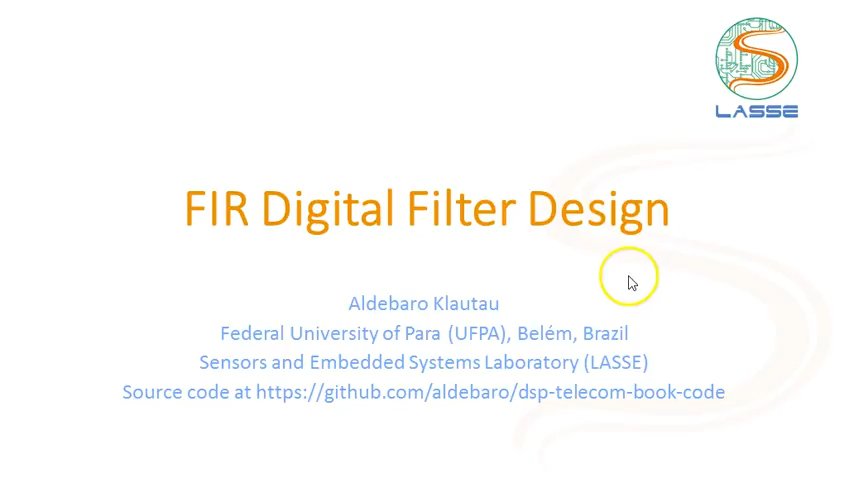 LASSE
FIR Digital Filter Design
Aldebaro Klautau
Federal University of Para (UFPA), Belém, Brazil
Sensors and Embedded Systems Laboratory (LASSE)
Source code at https://github.com/aldebaro/dsp-telecom-book-code